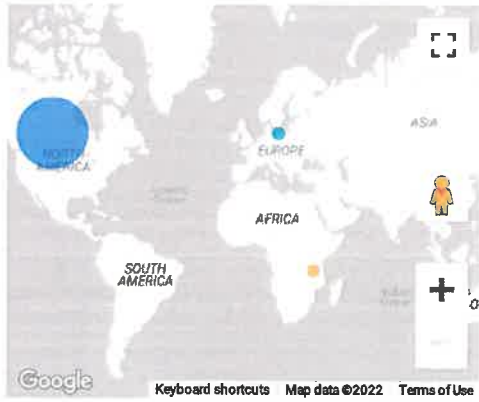 ASIA
NORTH
AMERICA
EUROPE
AFRICA
SOUTH
AMERICA
Google
Keyboard shortcuts Map data ©2022 Terms of Use